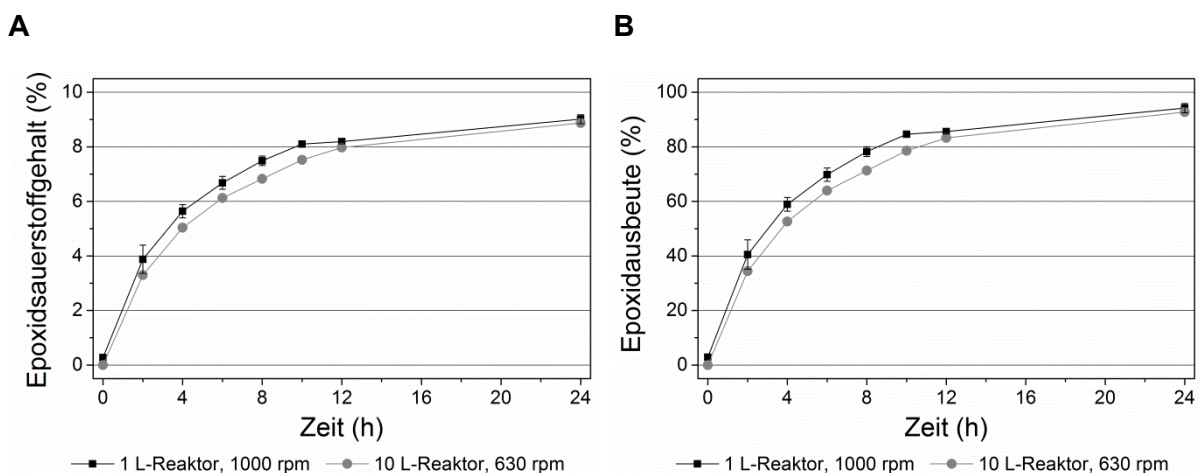 A
B
Epoxidsauerstoffgehalt (%)
10
8
6
4
2
0
0 4 8 12 16 20 24
Zeit (h)
1 L-Reaktor, 1000 rpm 10 L-Reaktor, 630 rpm
Epoxidausbeute (%)
100
80
60
40
20
0
0 4 8 12 16 20 24
Zeit (h)
1 L-Reaktor, 1000 rpm 10 L-Reaktor, 630 rpm